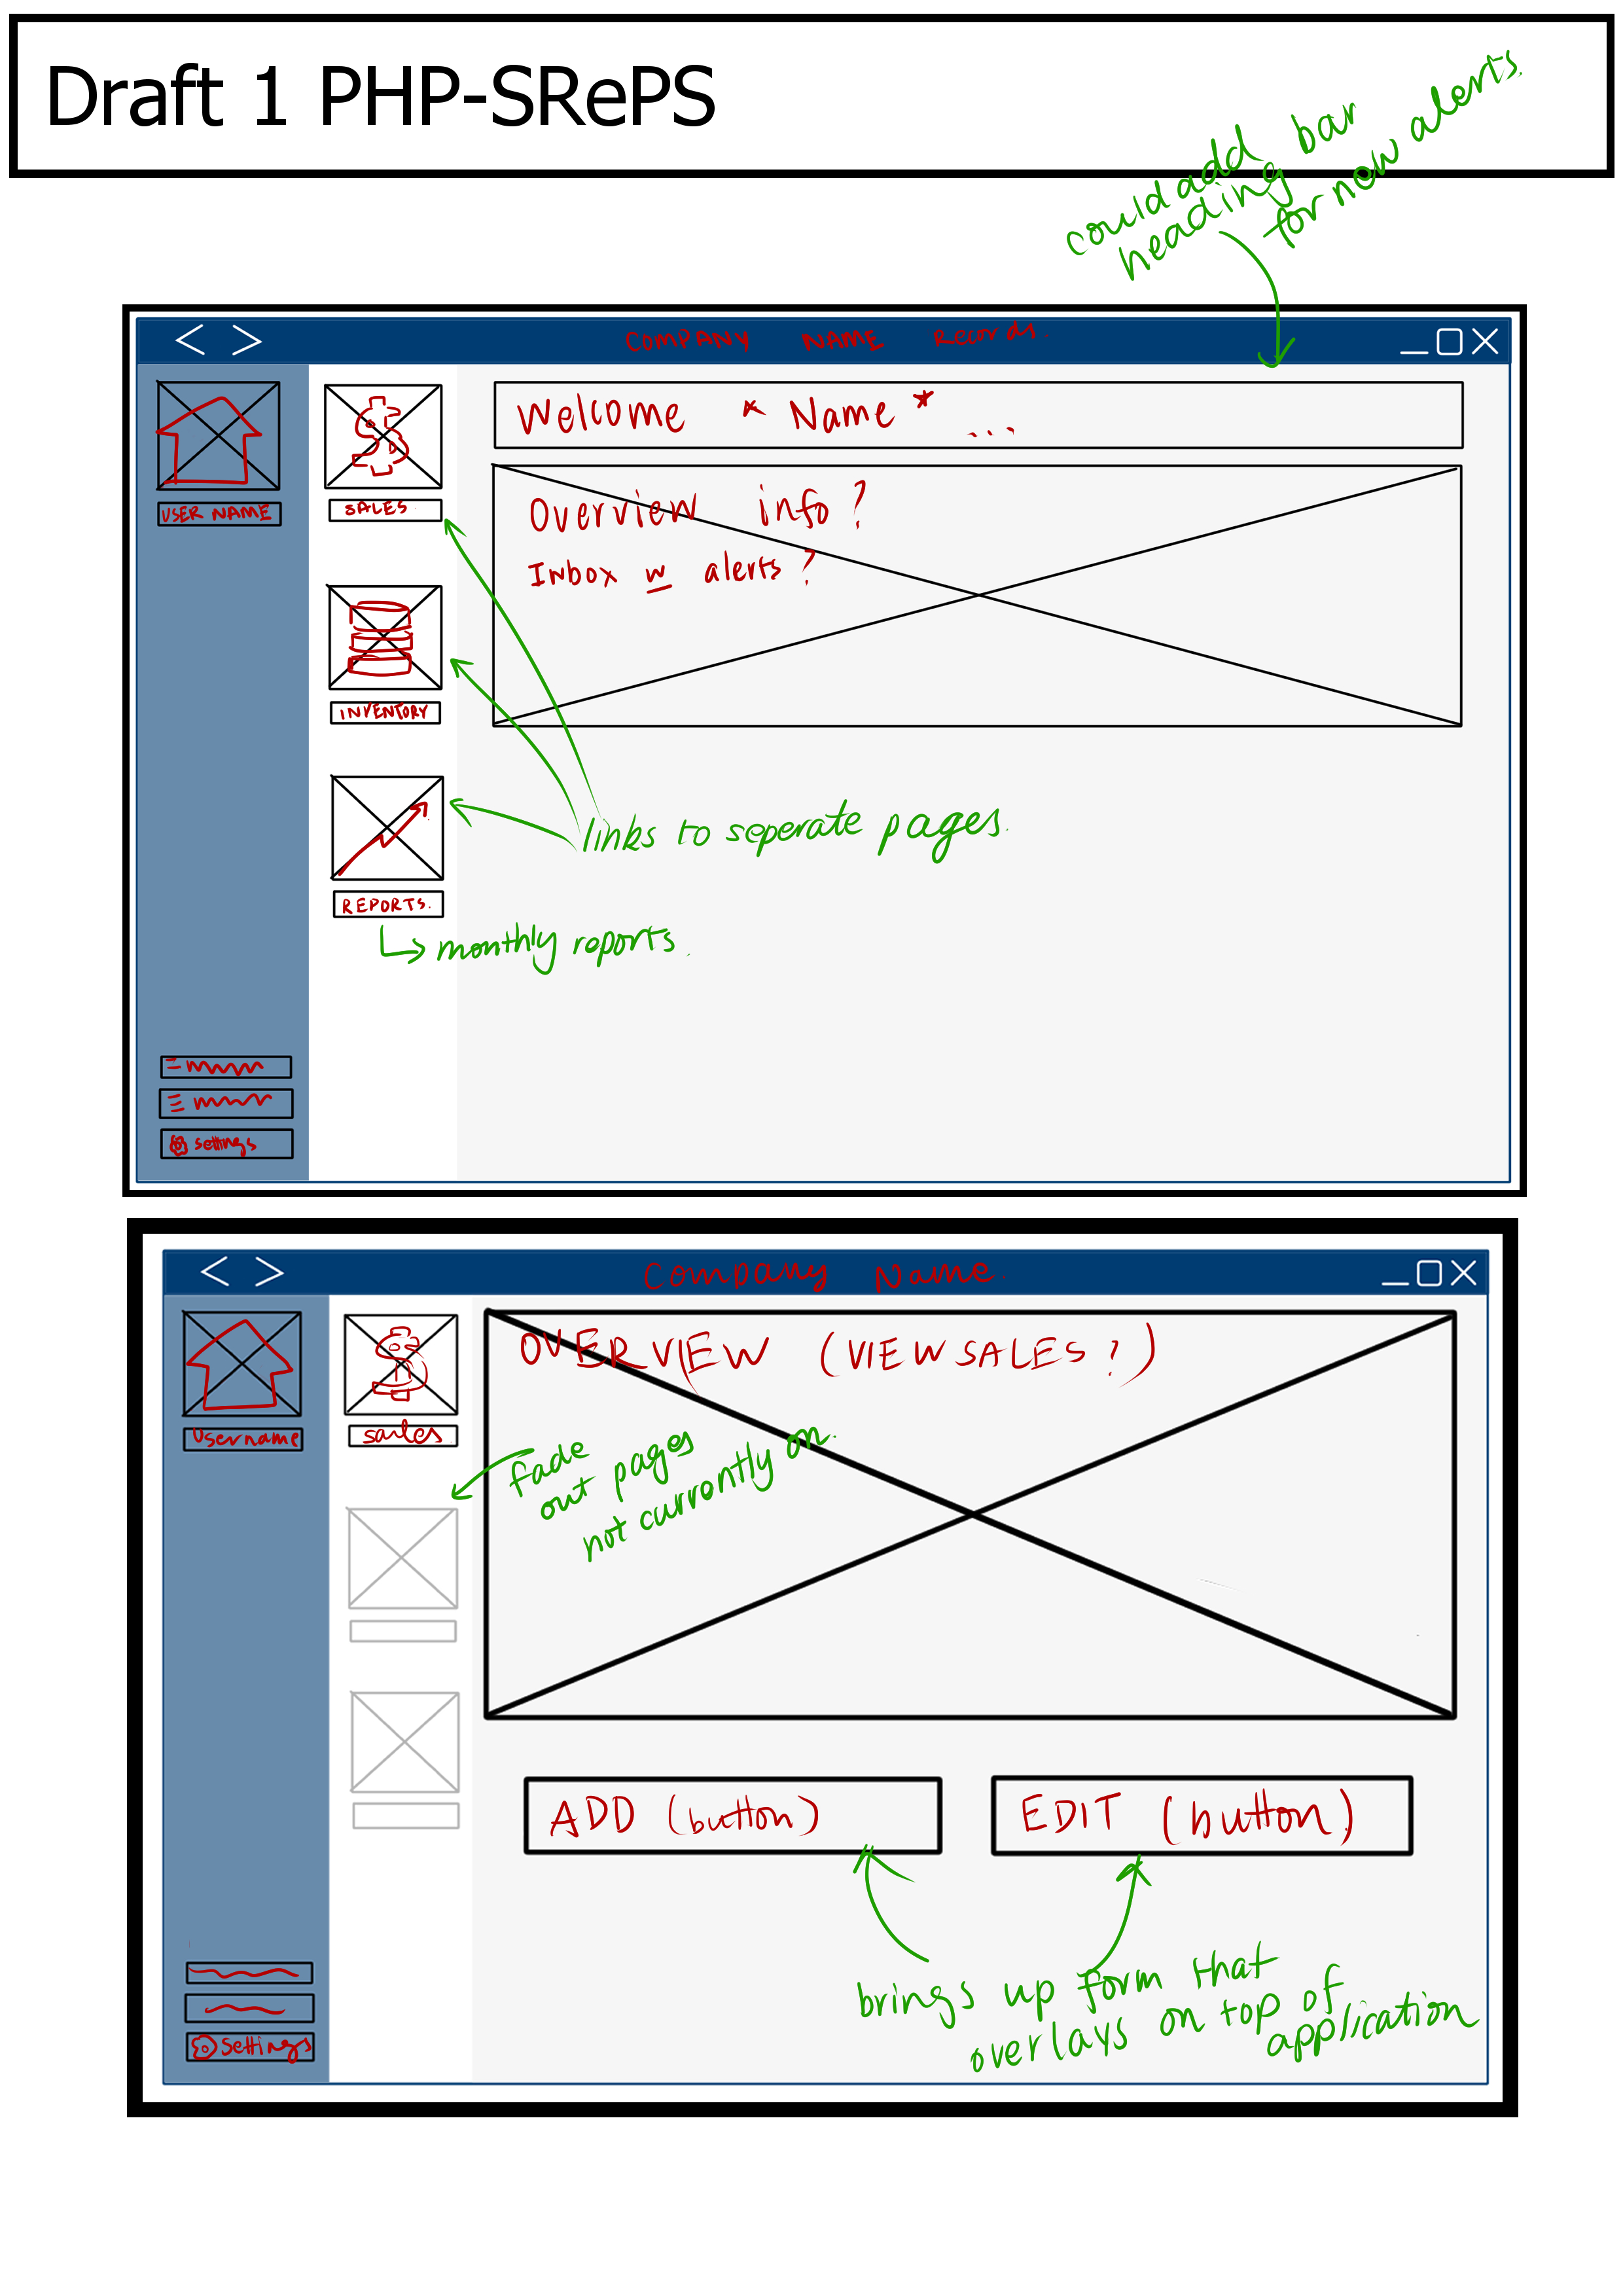 Draft 1 PHP-SRePS
could add
heading bar
for now alerts.
COMPANY NAME Records.
Welcome * Name * ...
USER NAME
SALES
Overview info?
Inbox w alerts?
INVENTORY
links to seperate pages.
REPORTS.
monthly reports.
settings
Company Name
OVERVIEW (VIEW SALES?)
Username
sales
fade
out pages
not currently on.
ADD (button)
EDIT (button)
brings up form that
overlays on top of
application
Settings